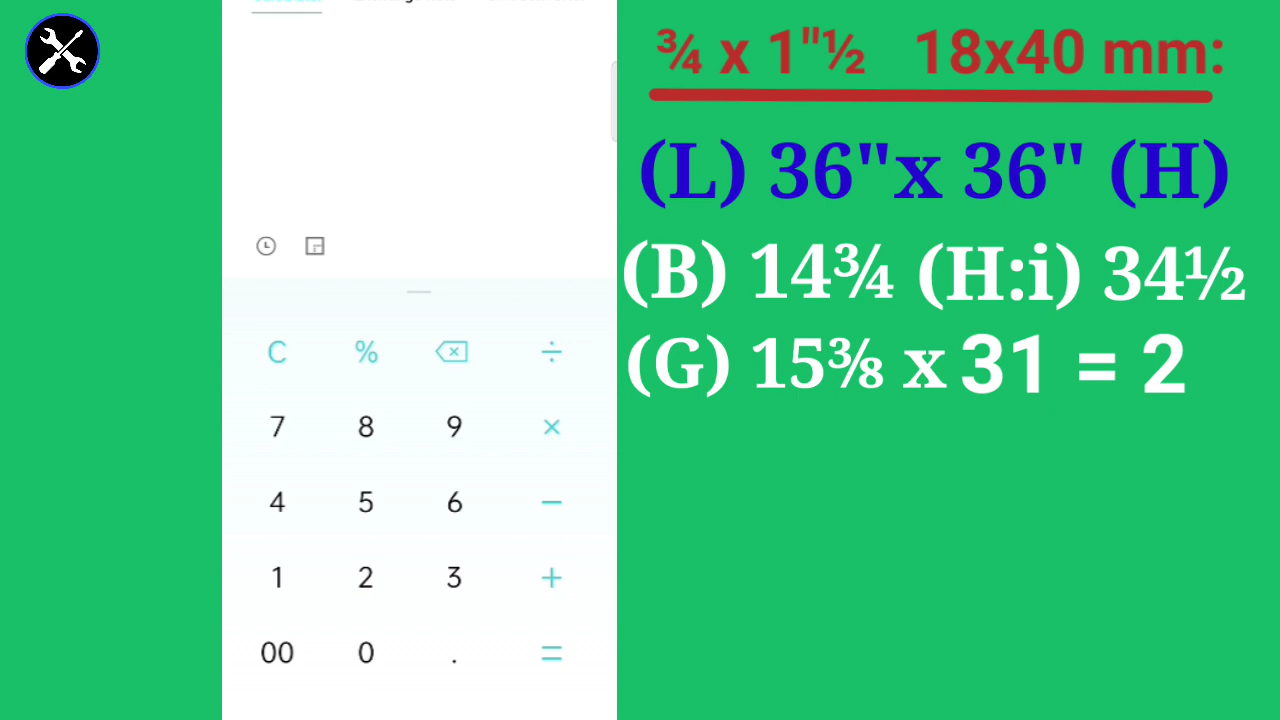 ¾ x 1"½ 18x40 mm:
(L) 36"x 36" (H)
(B) 14¾ (H:i) 34½
(G) 15⅜ x 31 = 2
C % ÷
7 8 9 ×
4 5 6 −
1 2 3 +
00 0 . =